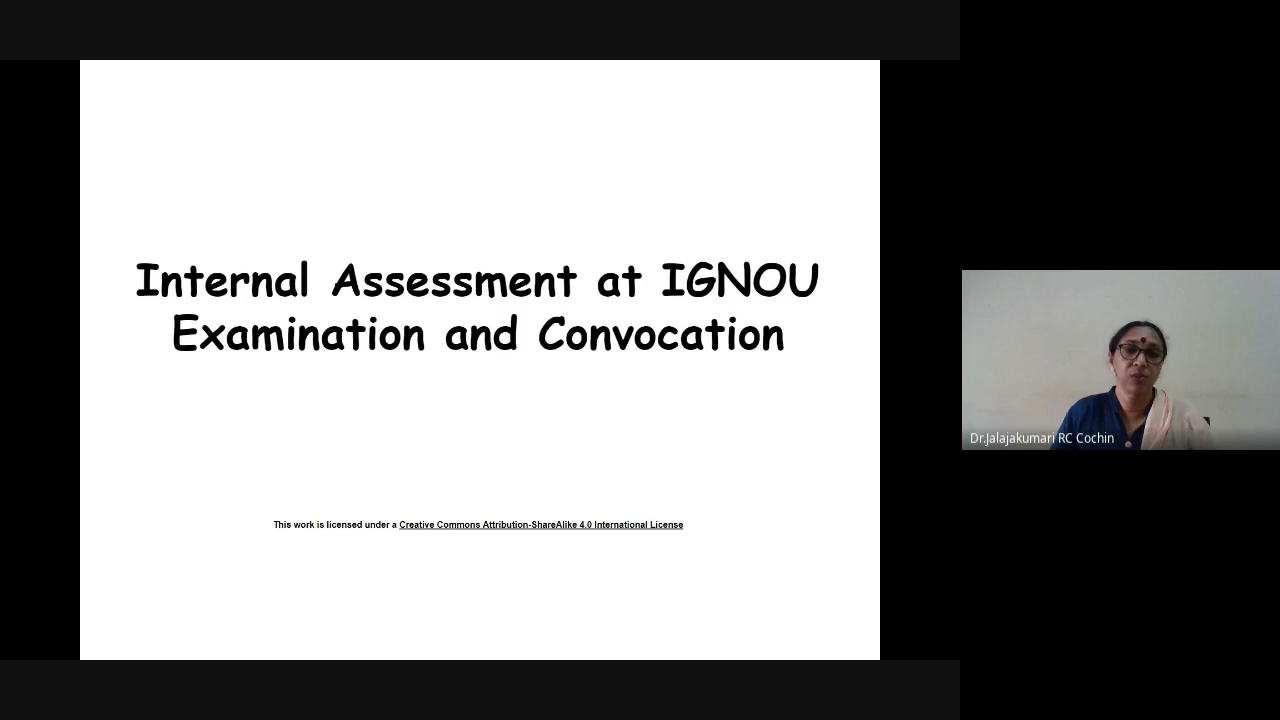 Internal Assessment at IGNOU
Examination and Convocation
This work is licensed under a Creative Commons Attribution-ShareAlike 4.0 International License
Dr.Jalajakumari RC Cochin